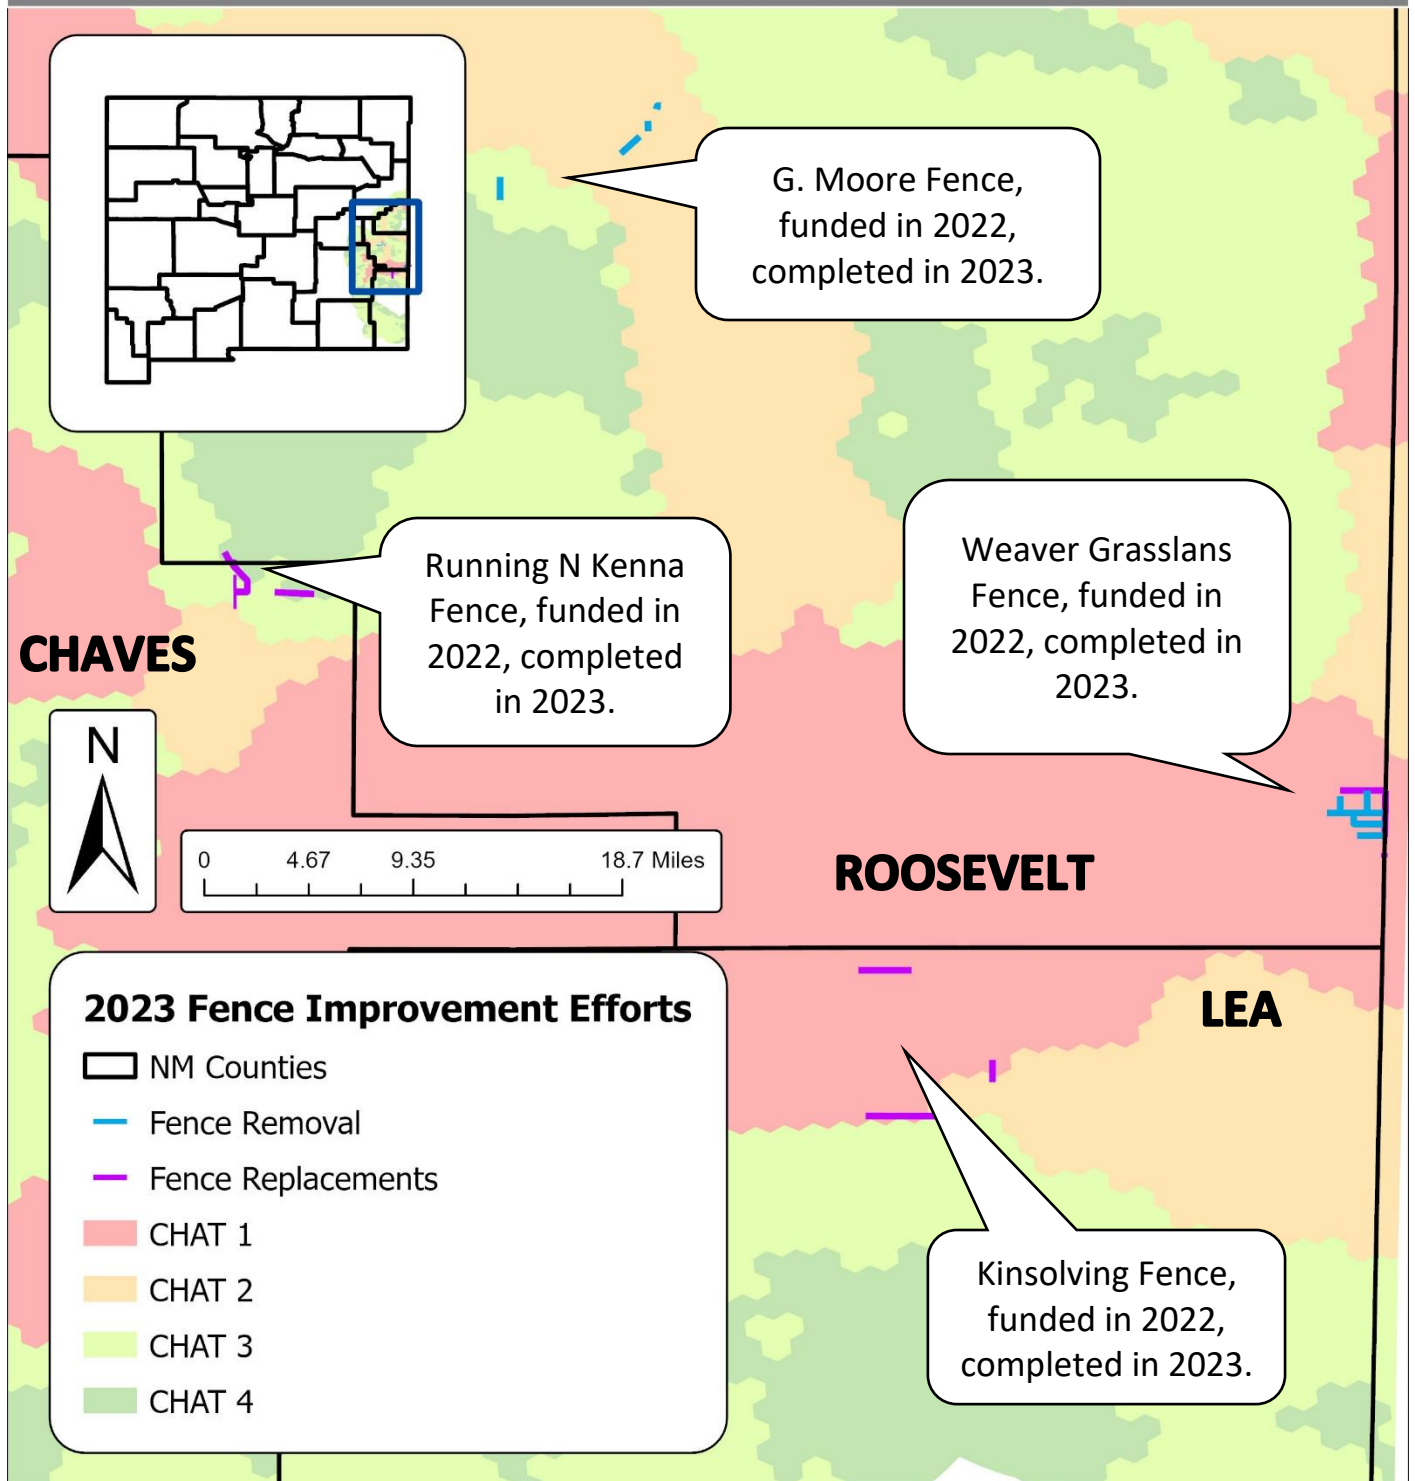 G. Moore Fence,
funded in 2022,
completed in 2023.
Running N Kenna
Fence, funded in
2022, completed
in 2023.
Weaver Grasslans
Fence, funded in
2022, completed in
2023.
CHAVES
N
0 4.67 9.35 18.7 Miles
ROOSEVELT
LEA
2023 Fence Improvement Efforts
NM Counties
Fence Removal
Fence Replacements
CHAT 1
CHAT 2
CHAT 3
CHAT 4
Kinsolving Fence,
funded in 2022,
completed in 2023.